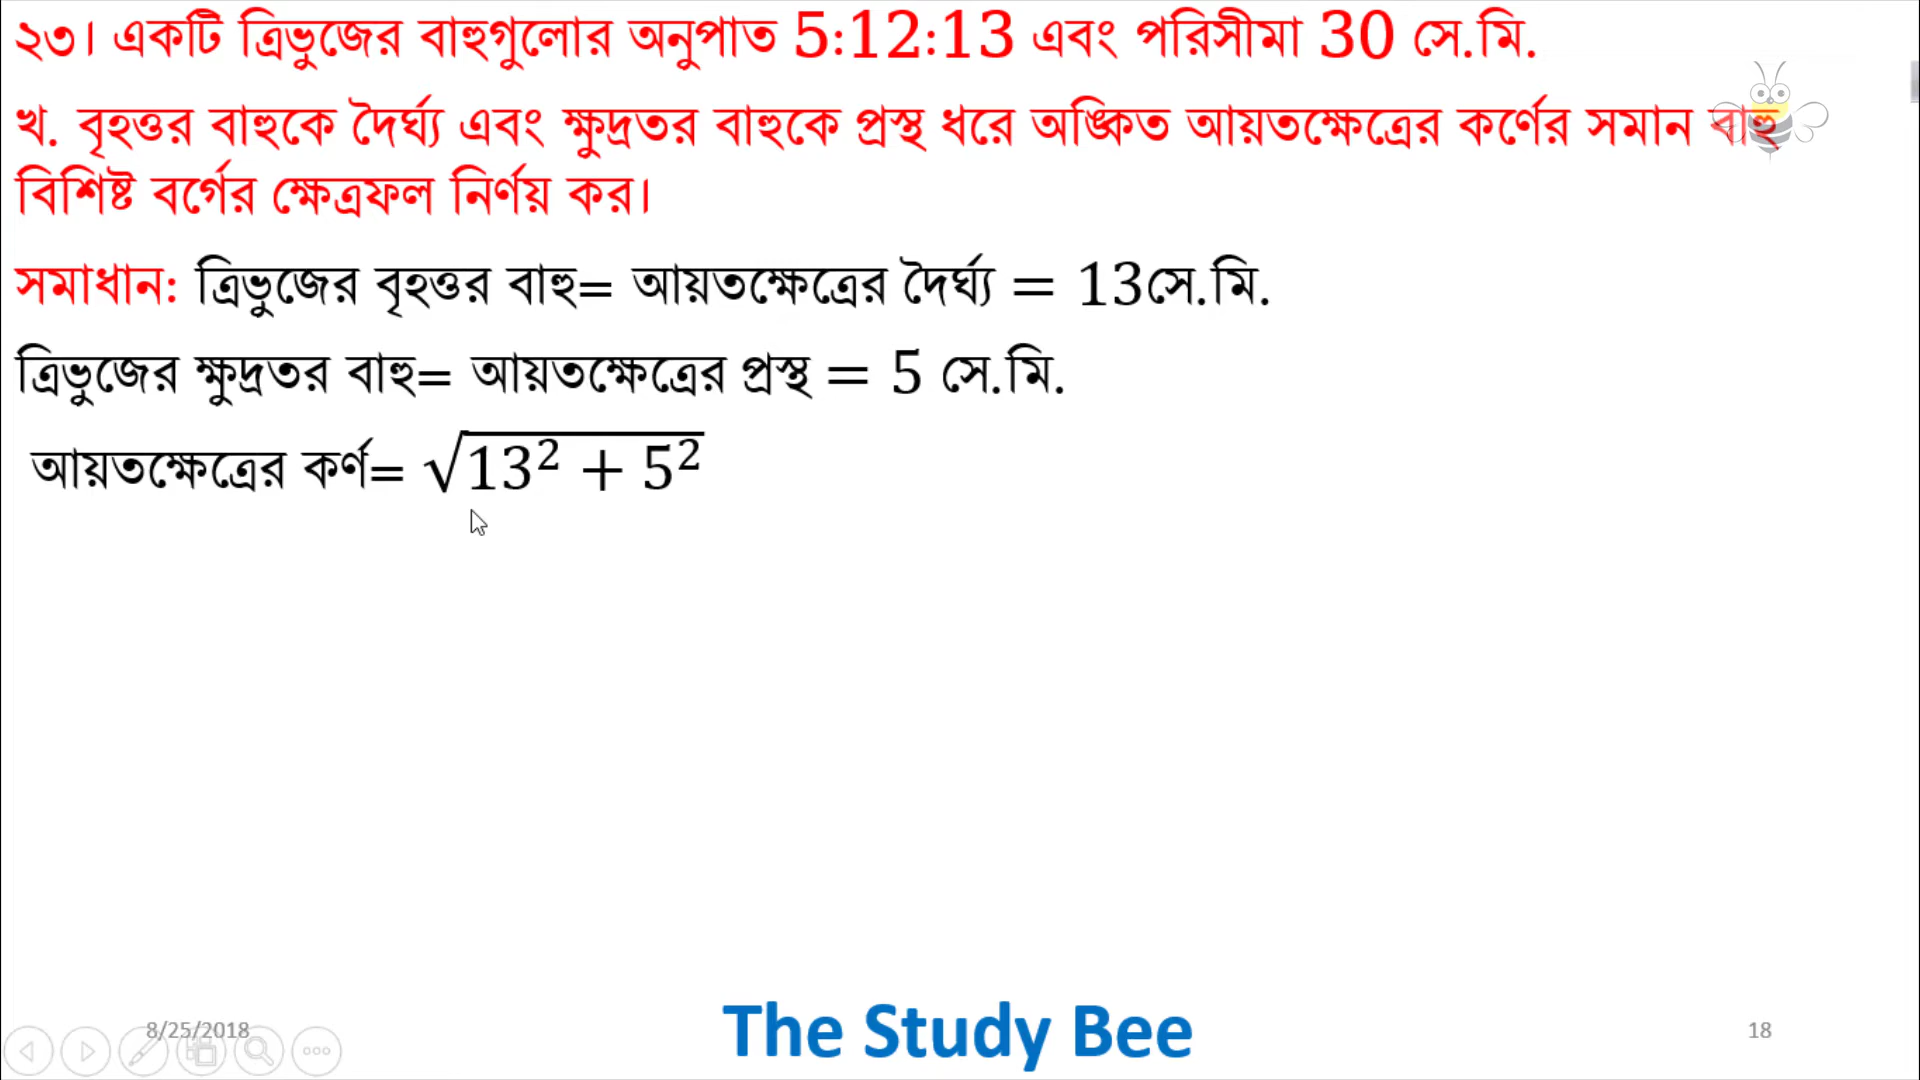 ২৩। একটি ত্রিভুজের বাহুগুলোর অনুপাত 5:12:13 এবং পরিসীমা 30 সে.মি.
খ. বৃহত্তর বাহুকে দৈর্ঘ্য এবং ক্ষুদ্রতর বাহুকে প্রস্থ ধরে অঙ্কিত আয়তক্ষেত্রের কর্ণের সমান বাহু
বিশিষ্ট বর্গের ক্ষেত্রফল নির্ণয় কর।
সমাধান: ত্রিভুজের বৃহত্তর বাহু= আয়তক্ষেত্রের দৈর্ঘ্য = 13সে.মি.
ত্রিভুজের ক্ষুদ্রতর বাহু= আয়তক্ষেত্রের প্রস্থ = 5 সে.মি.
আয়তক্ষেত্রের কর্ণ= √13² + 5²
8/25/2018
The Study Bee
18